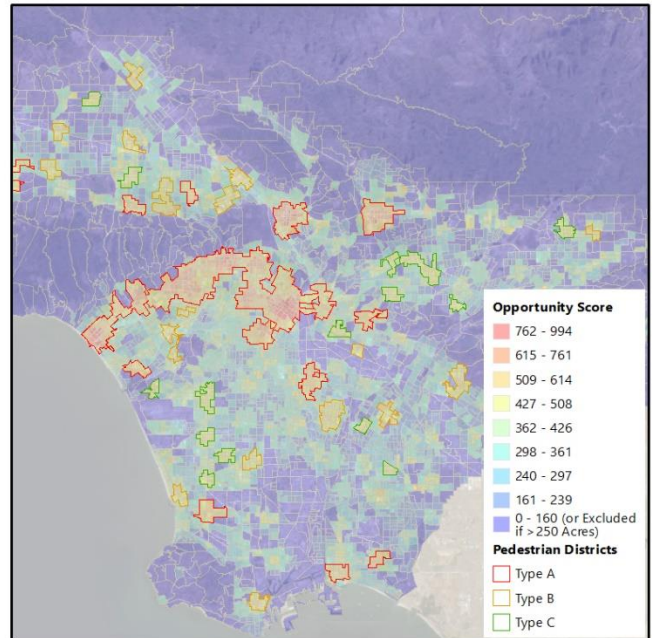 Opportunity Score
762 - 994
615 - 761
509 - 614
427 - 508
362 - 426
298 - 361
240 - 297
161 - 239
0 - 160 (or Excluded
if >250 Acres)
Pedestrian Districts
Type A
Type B
Type C